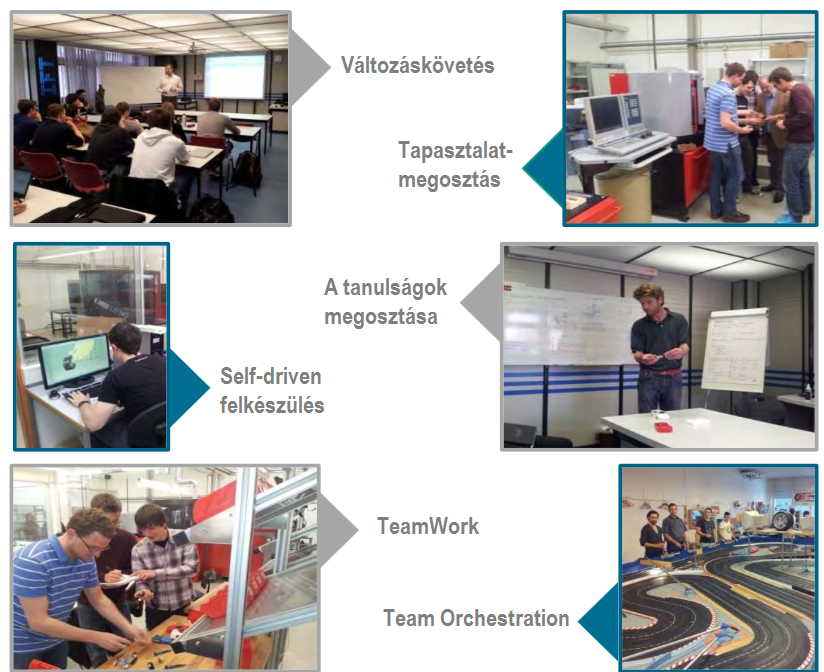 Változáskövetés
Tapasztalat-
megosztás
A tanulságok
megosztása
Self-driven
felkészülés
TeamWork
Team Orchestration